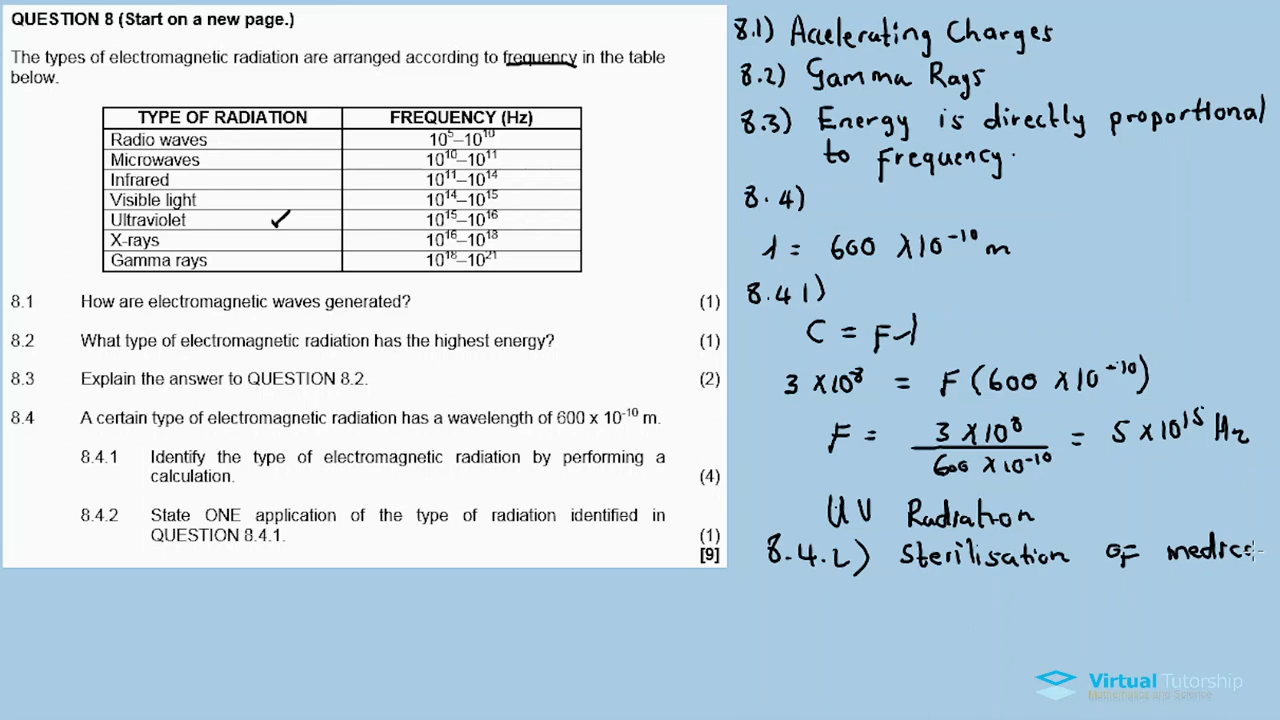 QUESTION 8 (Start on a new page.)
The types of electromagnetic radiation are arranged according to frequency in the table
below.
TYPE OF RADIATION FREQUENCY (Hz)
Radio waves 10⁵–10¹⁰
Microwaves 10¹⁰–10¹¹
Infrared 10¹¹–10¹⁴
Visible light 10¹⁴–10¹⁵
Ultraviolet ✓ 10¹⁵–10¹⁶
X-rays 10¹⁶–10¹⁸
Gamma rays 10¹⁸–10²¹
8.1 How are electromagnetic waves generated? (1)
8.2 What type of electromagnetic radiation has the highest energy? (1)
8.3 Explain the answer to QUESTION 8.2. (2)
8.4 A certain type of electromagnetic radiation has a wavelength of 600 x 10⁻¹⁰ m.
8.4.1 Identify the type of electromagnetic radiation by performing a
calculation. (4)
8.4.2 State ONE application of the type of radiation identified in
QUESTION 8.4.1. (1)
[9]
8.1) Accelerating Charges
8.2) Gamma Rays
8.3) Energy is directly proportional
to frequency.
8.4)
λ = 600 x10⁻¹⁰ m
8.4 1)
C = Fλ
3 x10⁸ = F (600 x10⁻¹⁰)
F = 3 x10⁸ / 600 x10⁻¹⁰ = 5 x10¹⁵ Hz
UV Radiation
8.4.2) Sterilisation of medica
Virtual Tutorship
Mathematics and Science